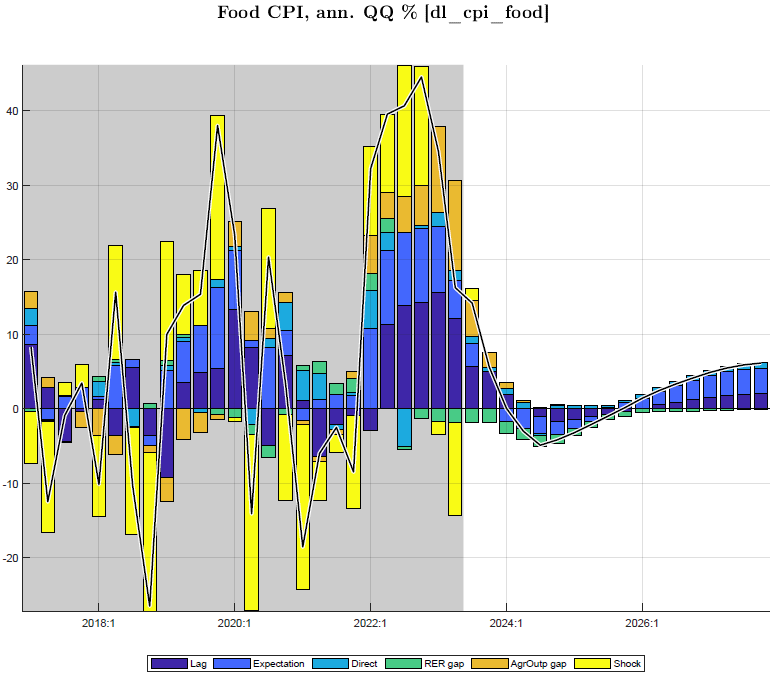 Food CPI, ann. QQ % [dl_cpi_food]
40
30
20
10
0
-10
-20
2018:1 2020:1 2022:1 2024:1 2026:1
Lag Expectation Direct RER gap AgrOutp gap Shock